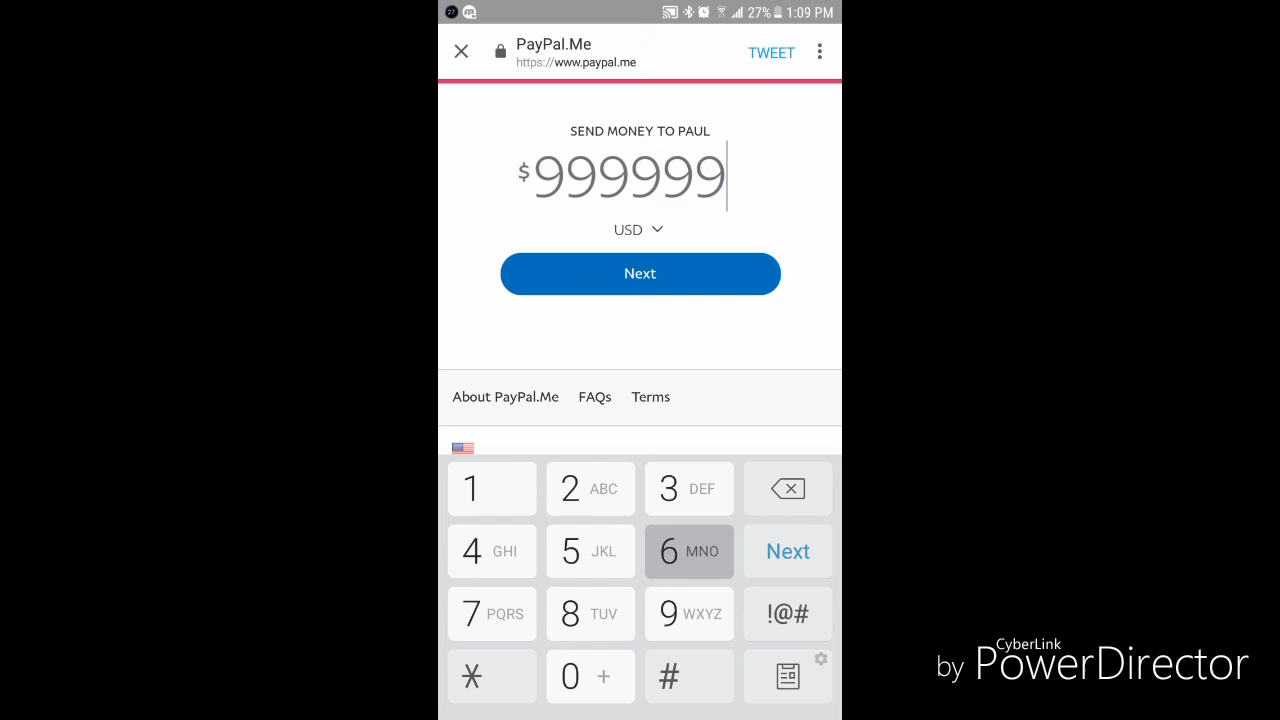 27 27% 1:09 PM
PayPal.Me
https://www.paypal.me
TWEET
SEND MONEY TO PAUL
$999999
USD
Next
About PayPal.Me FAQs Terms
1 2 ABC 3 DEF
4 GHI 5 JKL 6 MNO Next
7 PQRS 8 TUV 9 WXYZ !@#
* 0 + #
CyberLink
by PowerDirector